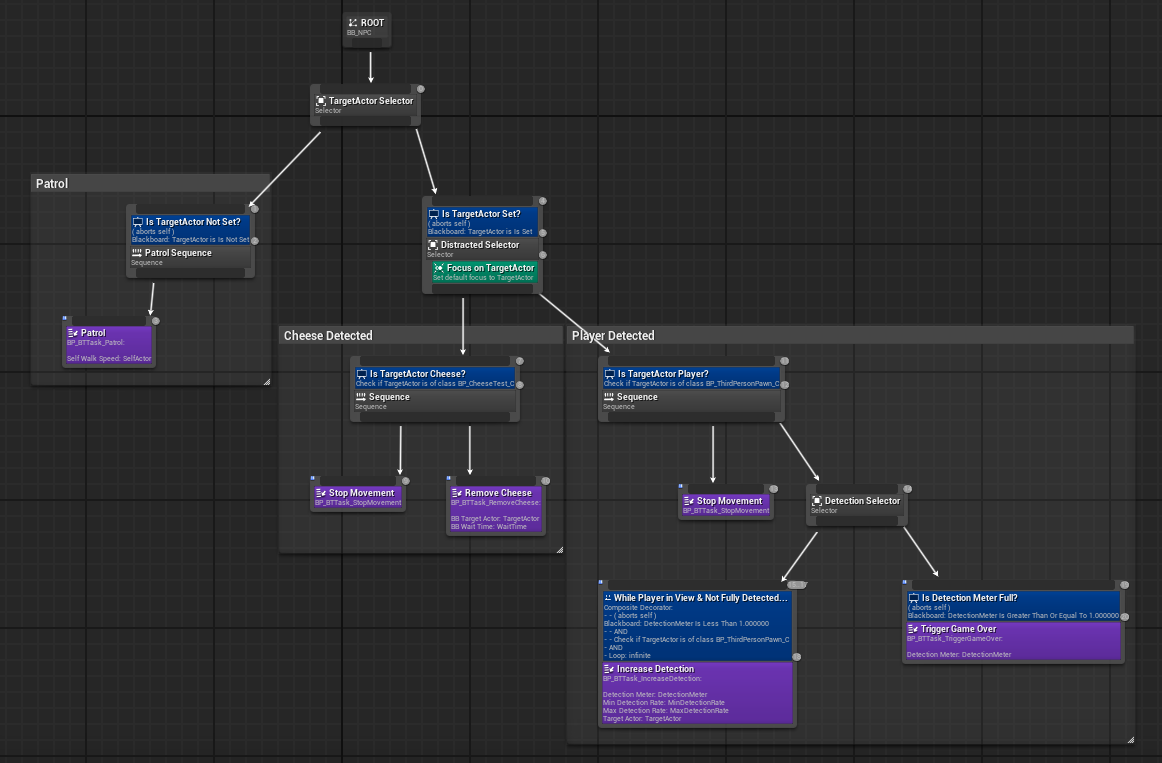 ROOT
BB_NPC
TargetActor Selector
Selector
Patrol
Is TargetActor Not Set?
( aborts self )
Blackboard: TargetActor is Is Not Set
Patrol Sequence
Sequence
Patrol
BP_BTTask_Patrol:
Self Walk Speed: SelfActor
Is TargetActor Set?
( aborts self )
Blackboard: TargetActor is Is Set
Distracted Selector
Selector
Focus on TargetActor
Set default focus to TargetActor
Cheese Detected
Is TargetActor Cheese?
Check if TargetActor is of class BP_CheeseTest_C
Sequence
Sequence
Stop Movement
BP_BTTask_StopMovement
Remove Cheese
BP_BTTask_RemoveCheese:
BB Target Actor: TargetActor
BB Wait Time: WaitTime
Player Detected
Is TargetActor Player?
Check if TargetActor is of class BP_ThirdPersonPawn_C
Sequence
Sequence
Stop Movement
BP_BTTask_StopMovement
Detection Selector
Selector
While Player in View & Not Fully Detected...
Composite Decorator:
- - ( aborts self )
Blackboard: DetectionMeter Is Less Than 1.000000
- - AND
- - Check if TargetActor is of class BP_ThirdPersonPawn_C
- AND
- Loop: infinite
Increase Detection
BP_BTTask_IncreaseDetection:
Detection Meter: DetectionMeter
Min Detection Rate: MinDetectionRate
Max Detection Rate: MaxDetectionRate
Target Actor: TargetActor
Is Detection Meter Full?
( aborts self )
Blackboard: DetectionMeter Is Greater Than Or Equal To 1.000000
Trigger Game Over
BP_BTTask_TriggerGameOver:
Detection Meter: DetectionMeter